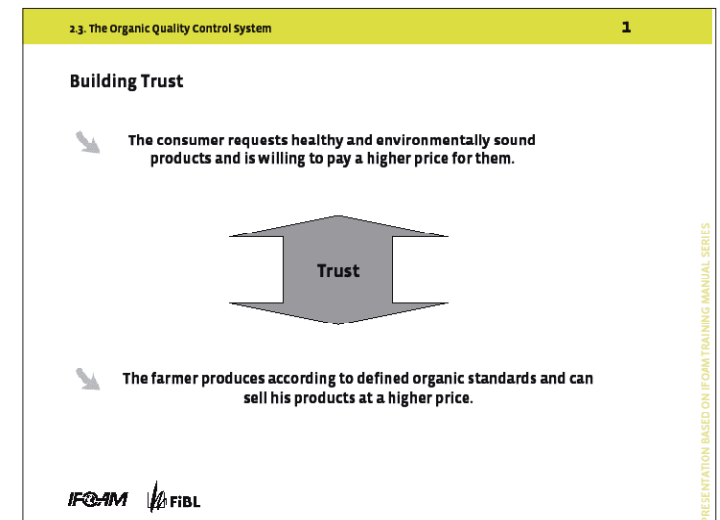 2.3. The Organic Quality Control System
1
Building Trust
The consumer requests healthy and environmentally sound
products and is willing to pay a higher price for them.
Trust
The farmer produces according to defined organic standards and can
sell his products at a higher price.
IFOAM FiBL
PRESENTATION BASED ON IFOAM TRAINING MANUAL SERIES